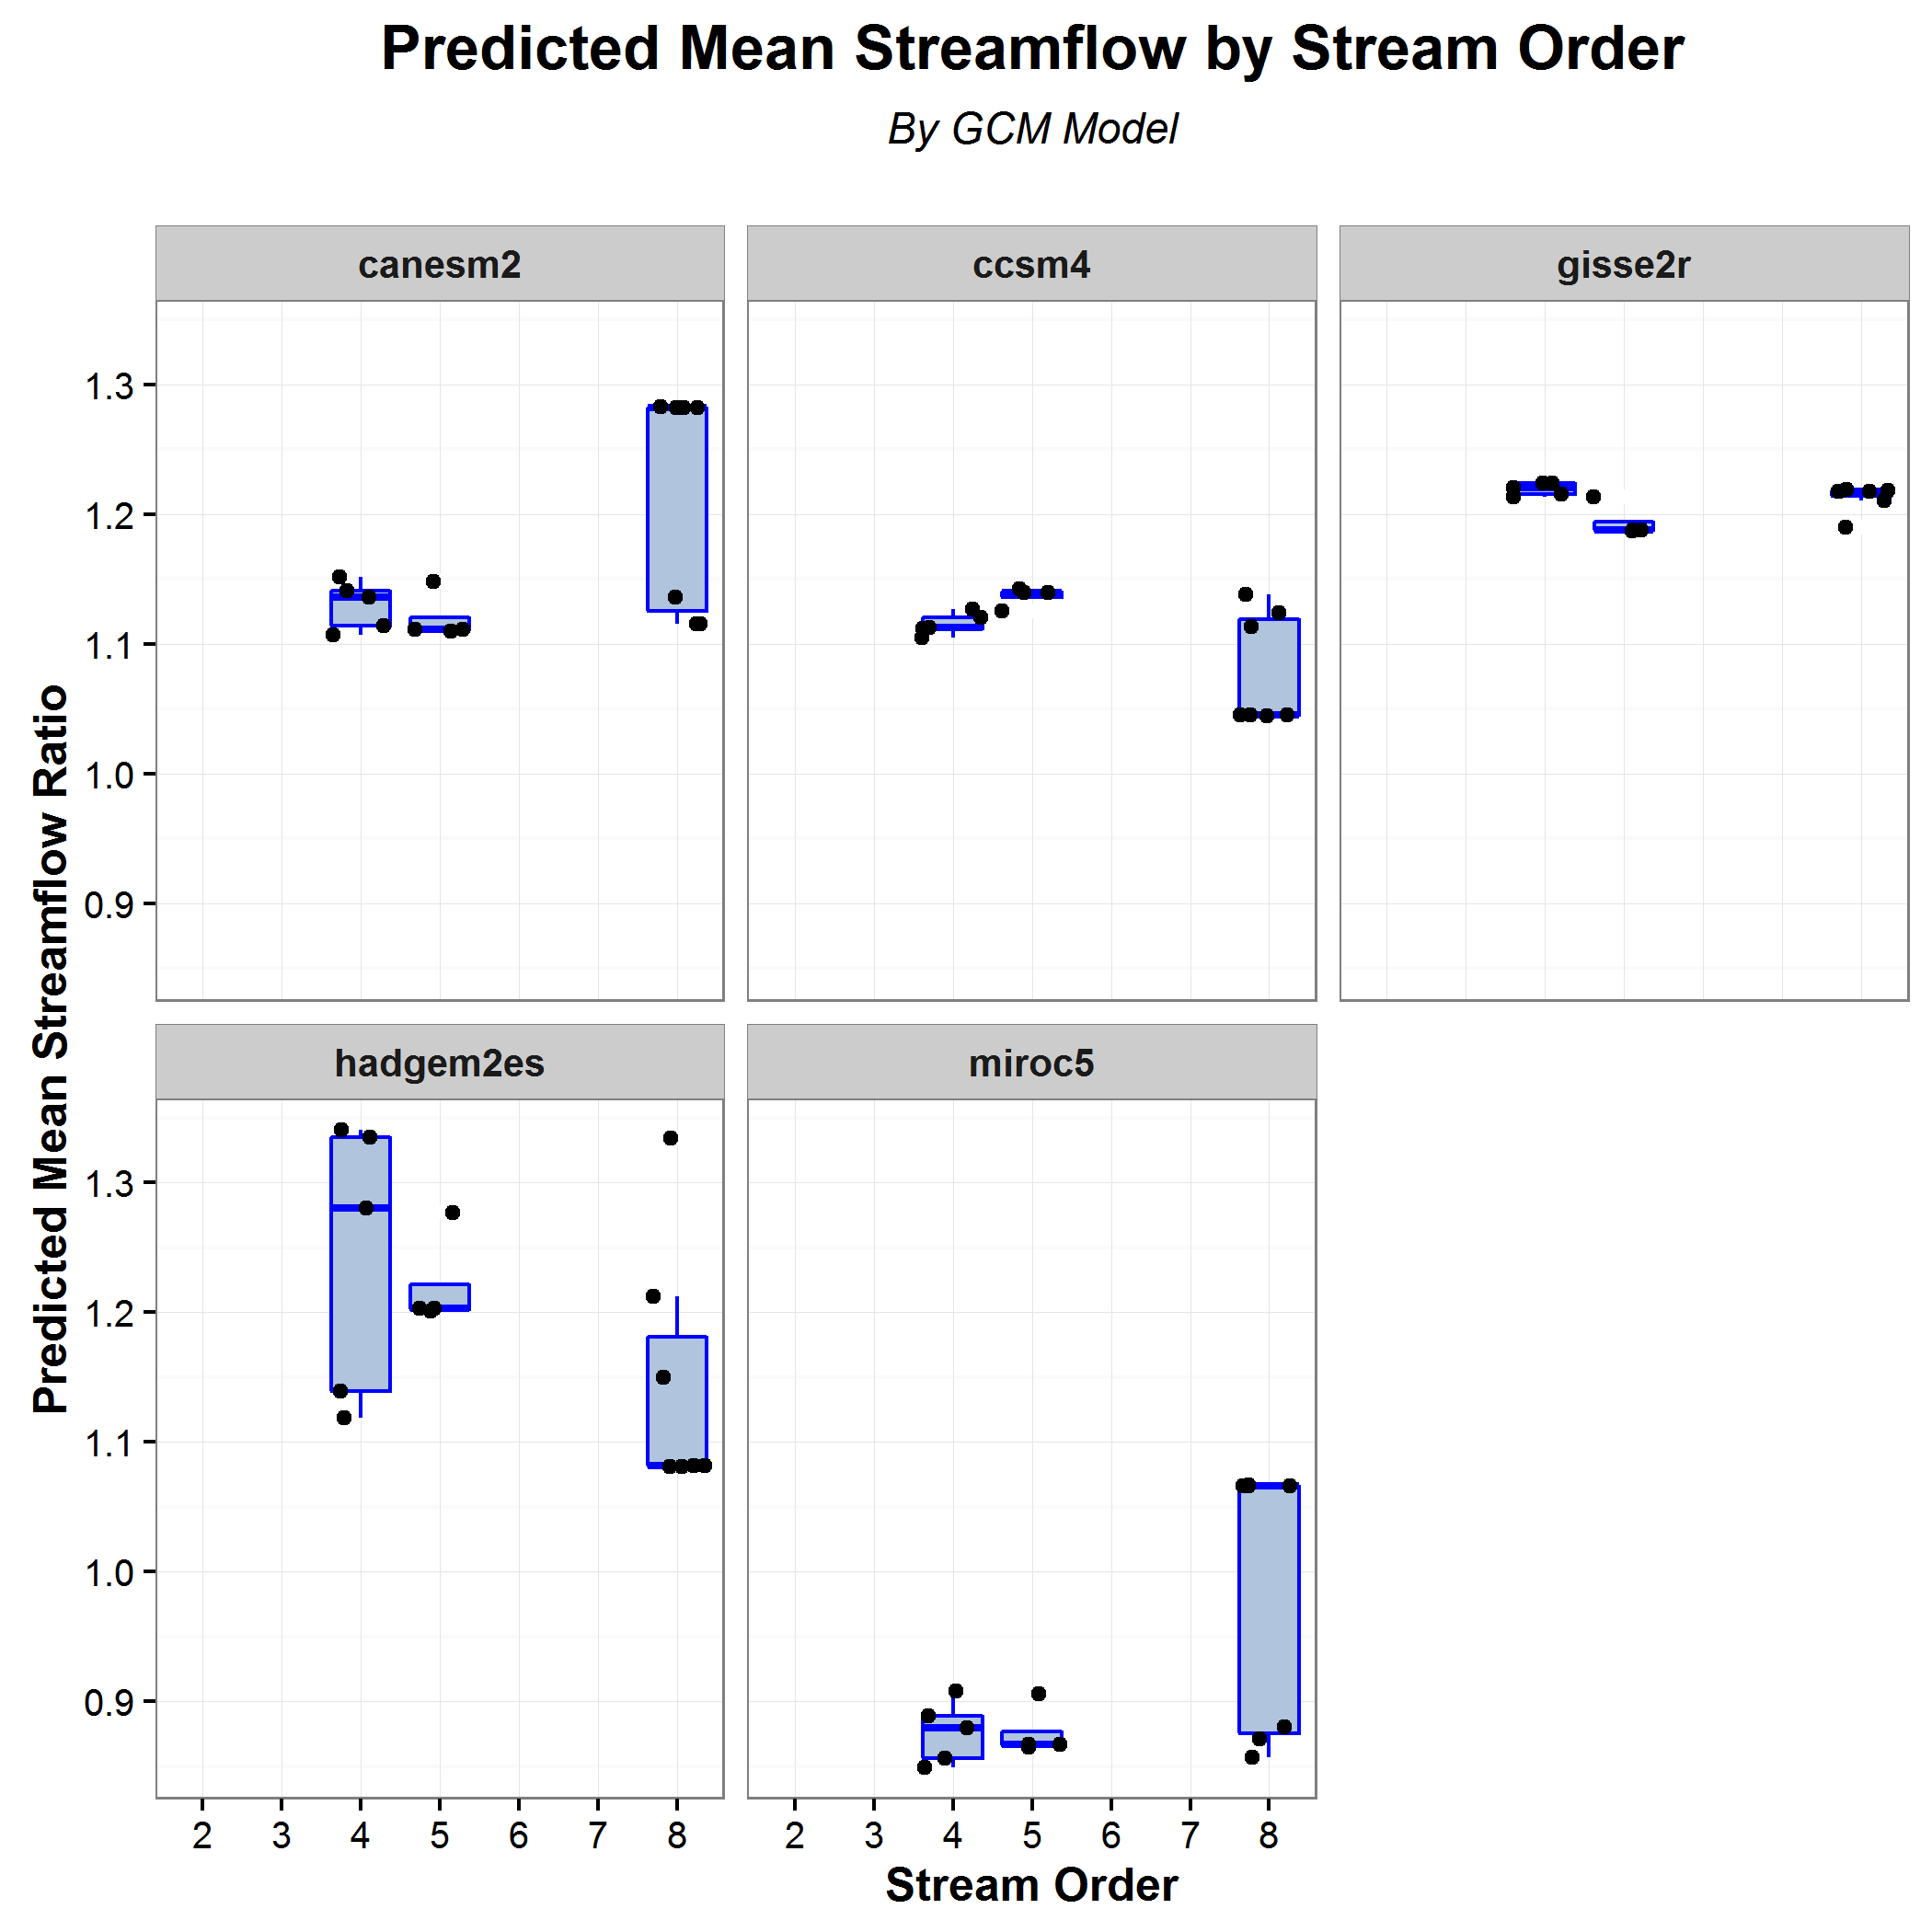 Predicted Mean Streamflow by Stream Order
By GCM Model
canesm2
ccsm4
gisse2r
1.3
1.2
1.1
1.0
0.9
Predicted Mean Streamflow Ratio
hadgem2es
miroc5
1.3
1.2
1.1
1.0
0.9
2 3 4 5 6 7 8
2 3 4 5 6 7 8
Stream Order